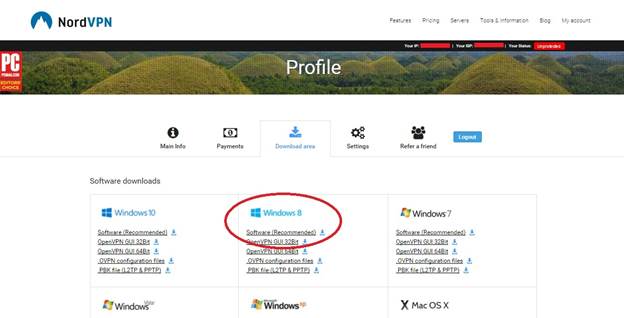 NordVPN
Features Pricing Servers Tools & Information Blog My account
Your IP: Your ISP: Your Status: Unprotected
PC
PCMAG.COM
EDITORS' CHOICE
Profile
Main Info Payments Download area Settings Refer a friend Logout
Software downloads
Windows 10
Software (Recommended)
OpenVPN GUI 32Bit
OpenVPN GUI 64Bit
.OVPN configuration files
.PBK file (L2TP & PPTP)
Windows 8
Software (Recommended)
OpenVPN GUI 32Bit
OpenVPN GUI 64Bit
.OVPN configuration files
.PBK file (L2TP & PPTP)
Windows 7
Software (Recommended)
OpenVPN GUI 32Bit
OpenVPN GUI 64Bit
.OVPN configuration files
.PBK file (L2TP & PPTP)
Windows Vista
Microsoft
Windows xp
X Mac OS X